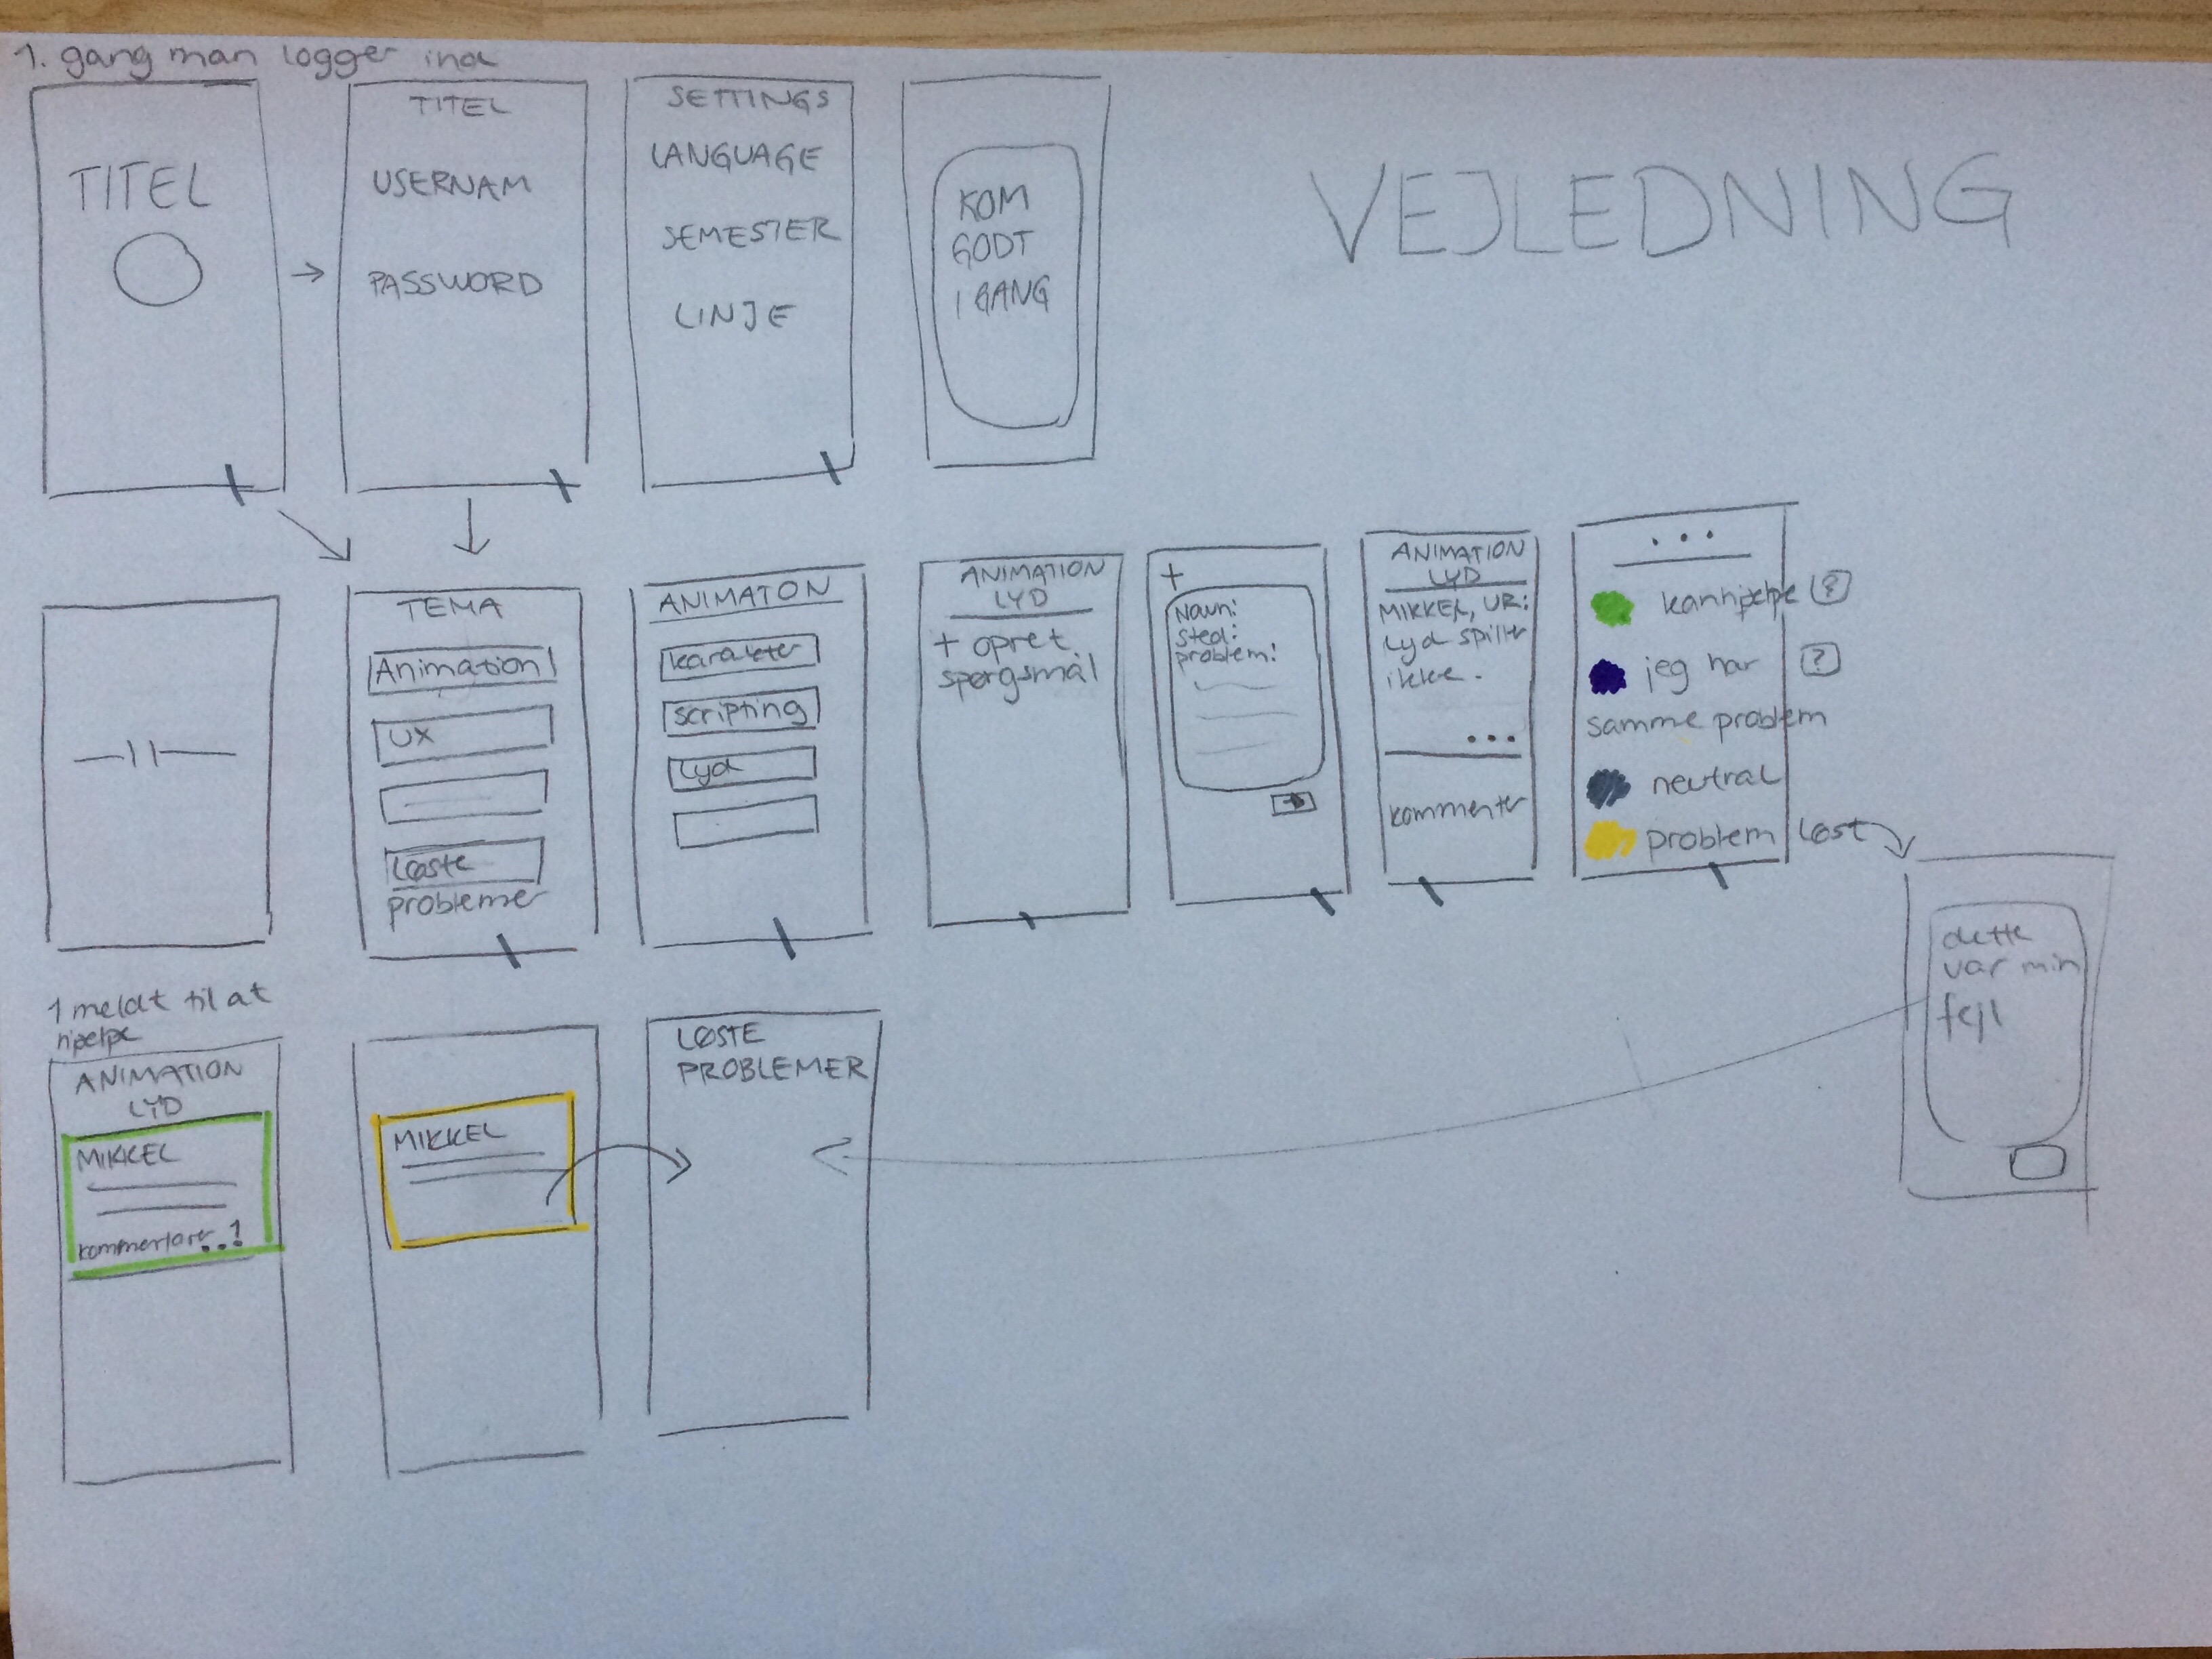 1. gang man logger ind
TITEL
TITEL
USERNAM
PASSWORD
SETTINGS
LANGUAGE
SEMESTER
LINJE
KOM
GODT
I GANG
VEJLEDNING
TEMA
Animation
UX
Løste
problemer
ANIMATON
karakter
scripting
Lyd
ANIMATION
LYD
+ opret
spørgsmål
+
Navn:
sted:
problem:
ANIMATION
LYD
MIKKEL, UR:
Lyd spiller
ikke.
...
kommenter
...
kan hjælpe ?
jeg har ?
samme problem
neutral
problem løst
dette
var min
fejl
1 meldt til at
hjælpe
ANIMATION
LYD
MIKKEL
kommentarer..1
MIKKEL
LØSTE
PROBLEMER